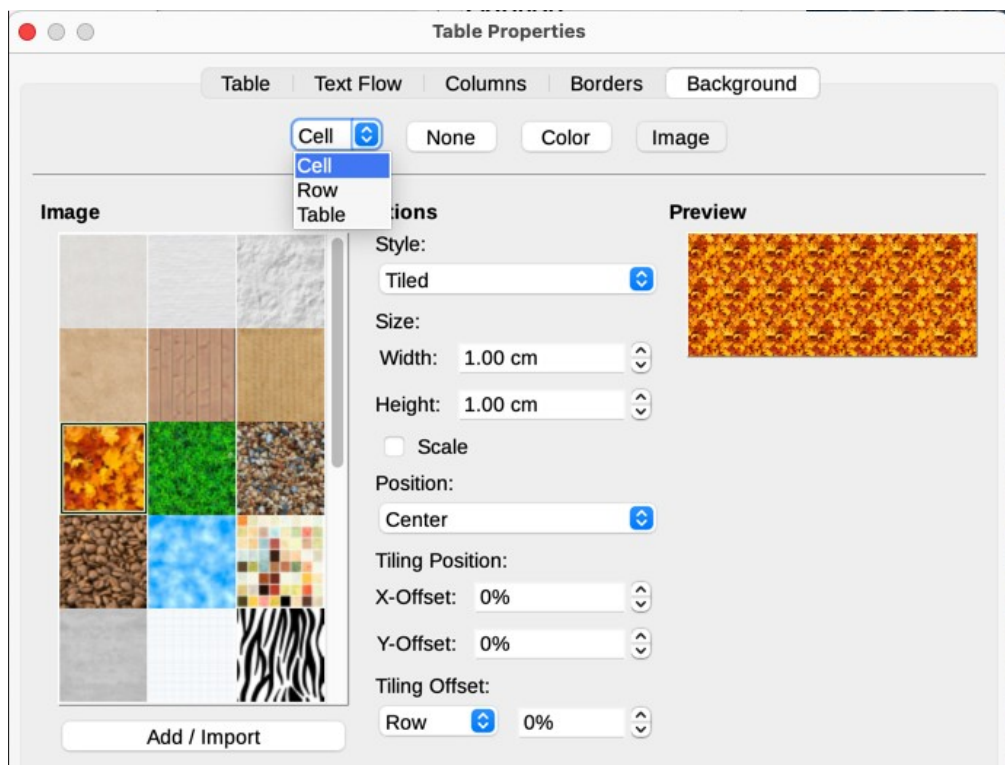 Table Properties
Table Text Flow Columns Borders Background
Cell None Color Image
Cell
Row
Table
Image Preview
Style:
Tiled
Size:
Width: 1.00 cm
Height: 1.00 cm
Scale
Position:
Center
Tiling Position:
X-Offset: 0%
Y-Offset: 0%
Tiling Offset:
Row 0%
Add / Import